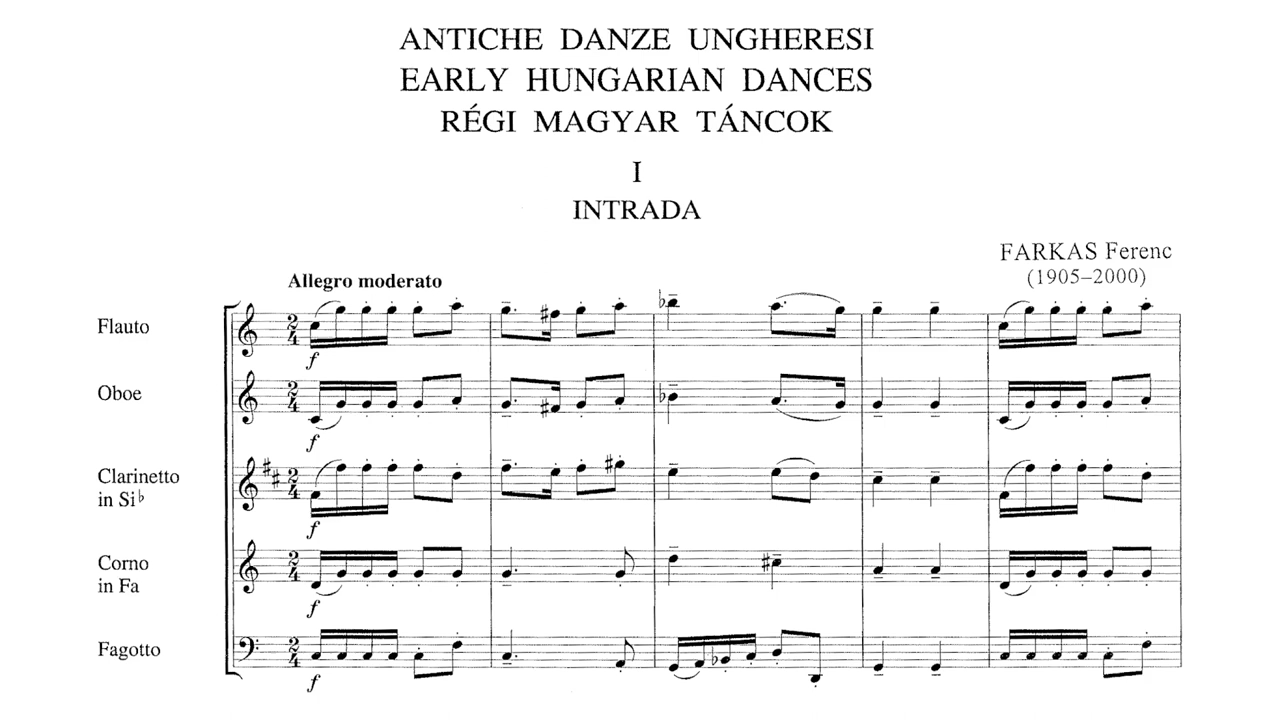 ANTICHE DANZE UNGHERESI
EARLY HUNGARIAN DANCES
RÉGI MAGYAR TÁNCOK
I
INTRADA
FARKAS Ferenc
(1905–2000)
Allegro moderato
Flauto
f
Oboe
f
Clarinetto
in Si♭
f
Corno
in Fa
f
Fagotto
f